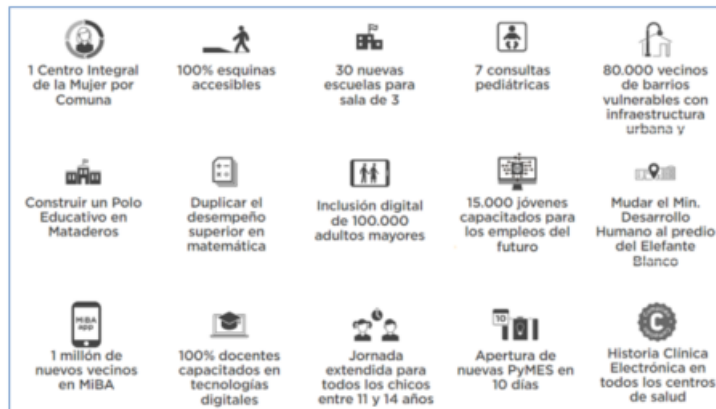 1 Centro Integral
de la Mujer por
Comuna
100% esquinas
accesibles
30 nuevas
escuelas para
sala de 3
7 consultas
pediátricas
80.000 vecinos
de barrios
vulnerables con
infraestructura
urbana y
Construir un Polo
Educativo en
Mataderos
Duplicar el
desempeño
superior en
matemática
Inclusión digital
de 100.000
adultos mayores
15.000 jóvenes
capacitados para
los empleos del
futuro
Mudar el Min.
Desarrollo
Humano al predio
del Elefante
Blanco
MiBA
app
1 millón de
nuevos vecinos
en MiBA
100% docentes
capacitados en
tecnologías
digitales
Jornada
extendida para
todos los chicos
entre 11 y 14 años
10
Apertura de
nuevas PyMES en
10 días
C
Historia Clínica
Electrónica en
todos los centros
de salud